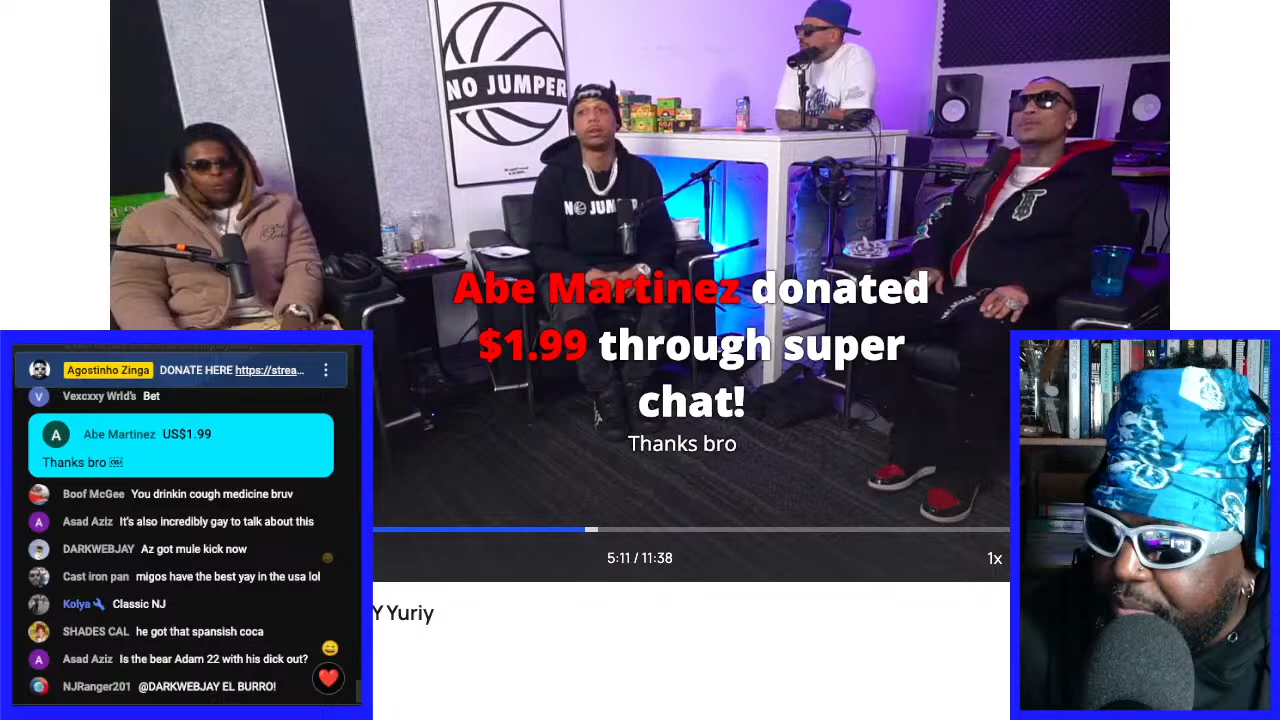 NO JUMPER
NO JUM
Abe Martinez donated
$1.99 through super
chat!
Thanks bro
Agostinho Zinga DONATE HERE https://strea...
V Vexcxxy Wrld's Bet
A Abe Martinez US$1.99
Thanks bro
Boof McGee You drinkin cough medicine bruv
A Asad Aziz It's also incredibly gay to talk about this
DARKWEBJAY Az got mule kick now
Cast iron pan migos have the best yay in the usa lol
Kolya Classic NJ
SHADES CAL he got that spansish coca
A Asad Aziz Is the bear Adam 22 with his dick out?
NJRanger201 @DARKWEBJAY EL BURRO!
5:11 / 11:38
1x
Y Yuriy